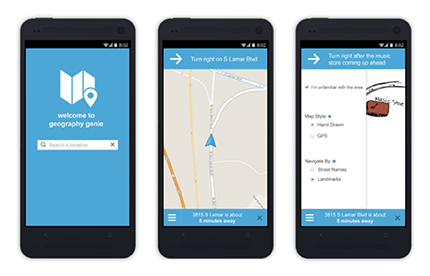 8:02
welcome to
geography genie
Search a location
8:02
Turn right on S Lamar Blvd
3815 S Lamar Blvd is about
5 minutes away
8:02
Turn right after the music
store coming up ahead
I'm unfamiliar with the area
Map Style
Hand Drawn
GPS
Navigate By
Street Names
Landmarks
3815 S Lamar Blvd is about
5 minutes away